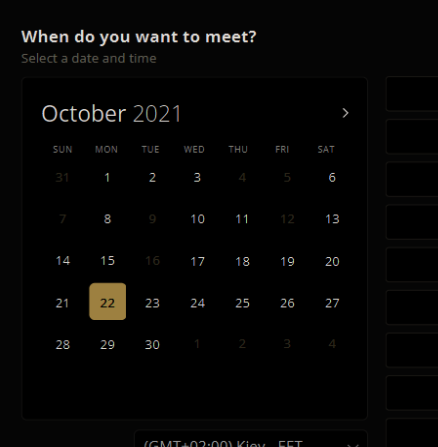 When do you want to meet?
Select a date and time
October 2021
SUN MON TUE WED THU FRI SAT
31 1 2 3 4 5 6
7 8 9 10 11 12 13
14 15 16 17 18 19 20
21 22 23 24 25 26 27
28 29 30 1 2 3 4
(GMT+02:00) Kiev - EET